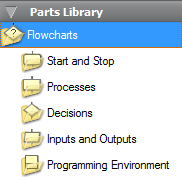 Parts Library
Flowcharts
Start and Stop
Processes
Decisions
Inputs and Outputs
Programming Environment